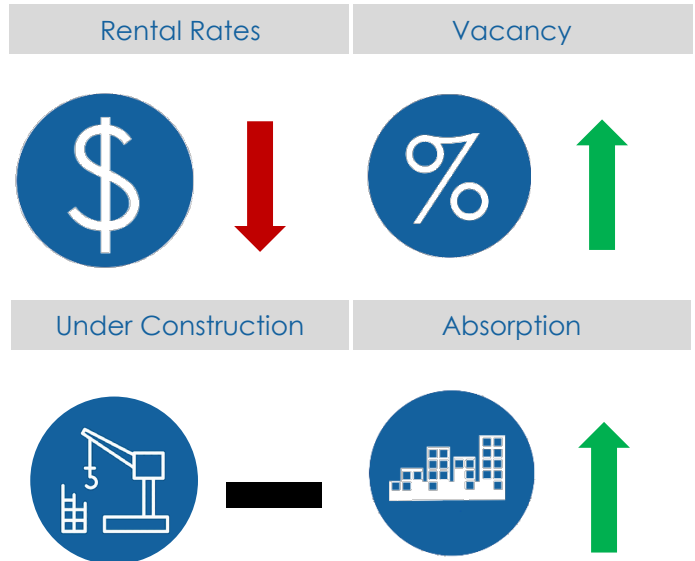 Rental Rates
Vacancy
$
%
Under Construction
Absorption